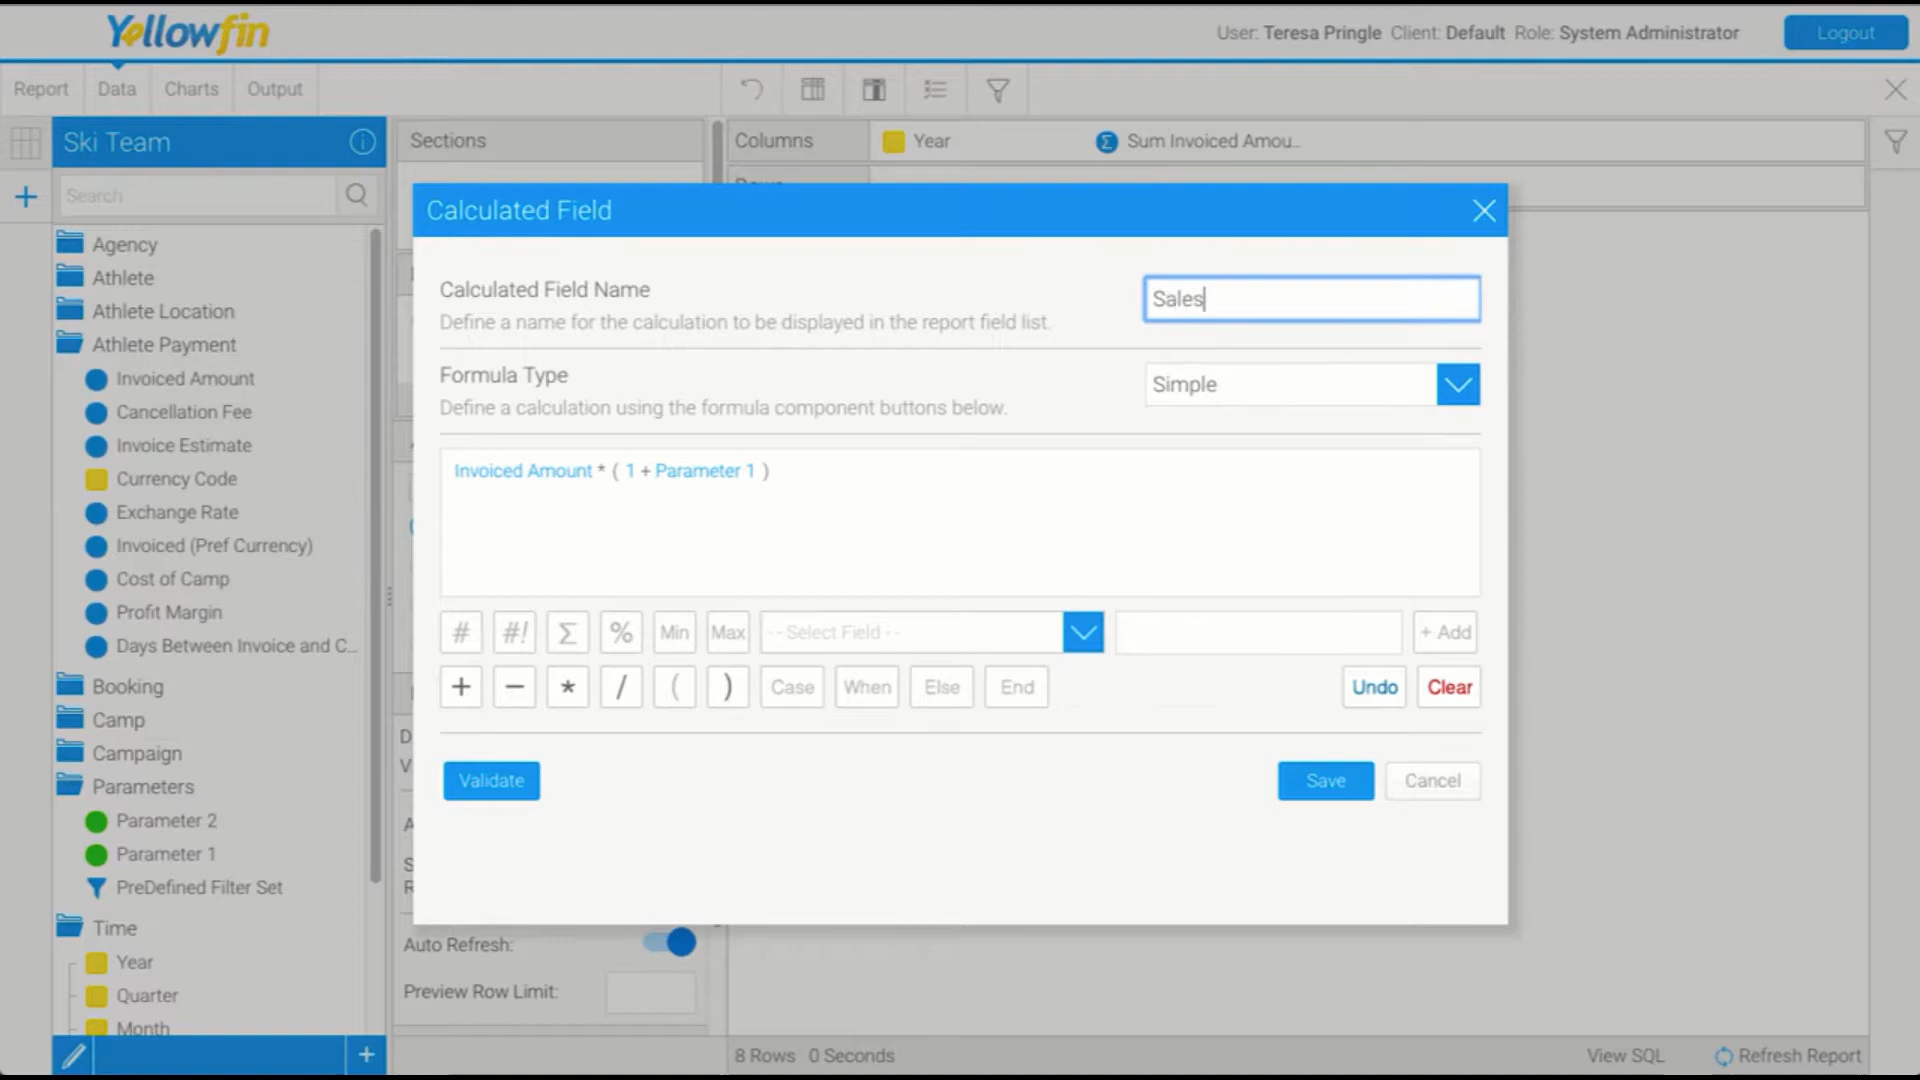 Yellowfin
User: Teresa Pringle Client: Default Role: System Administrator
Logout
Report
Data
Charts
Output
Ski Team
Search
Agency
Athlete
Athlete Location
Athlete Payment
Invoiced Amount
Cancellation Fee
Invoice Estimate
Currency Code
Exchange Rate
Invoiced (Pref Currency)
Cost of Camp
Profit Margin
Days Between Invoice and C...
Booking
Camp
Campaign
Parameters
Parameter 2
Parameter 1
PreDefined Filter Set
Time
Year
Quarter
Month
Sections
Auto Refresh:
Preview Row Limit:
Columns
Year
Sum Invoiced Amou...
Calculated Field
Calculated Field Name
Define a name for the calculation to be displayed in the report field list.
Sales
Formula Type
Define a calculation using the formula component buttons below.
Simple
Invoiced Amount * ( 1 + Parameter 1 )
# #! Σ % Min Max -- Select Field -- + Add
+ − * / ( ) Case When Else End Undo Clear
Validate
Save
Cancel
8 Rows 0 Seconds
View SQL
Refresh Report